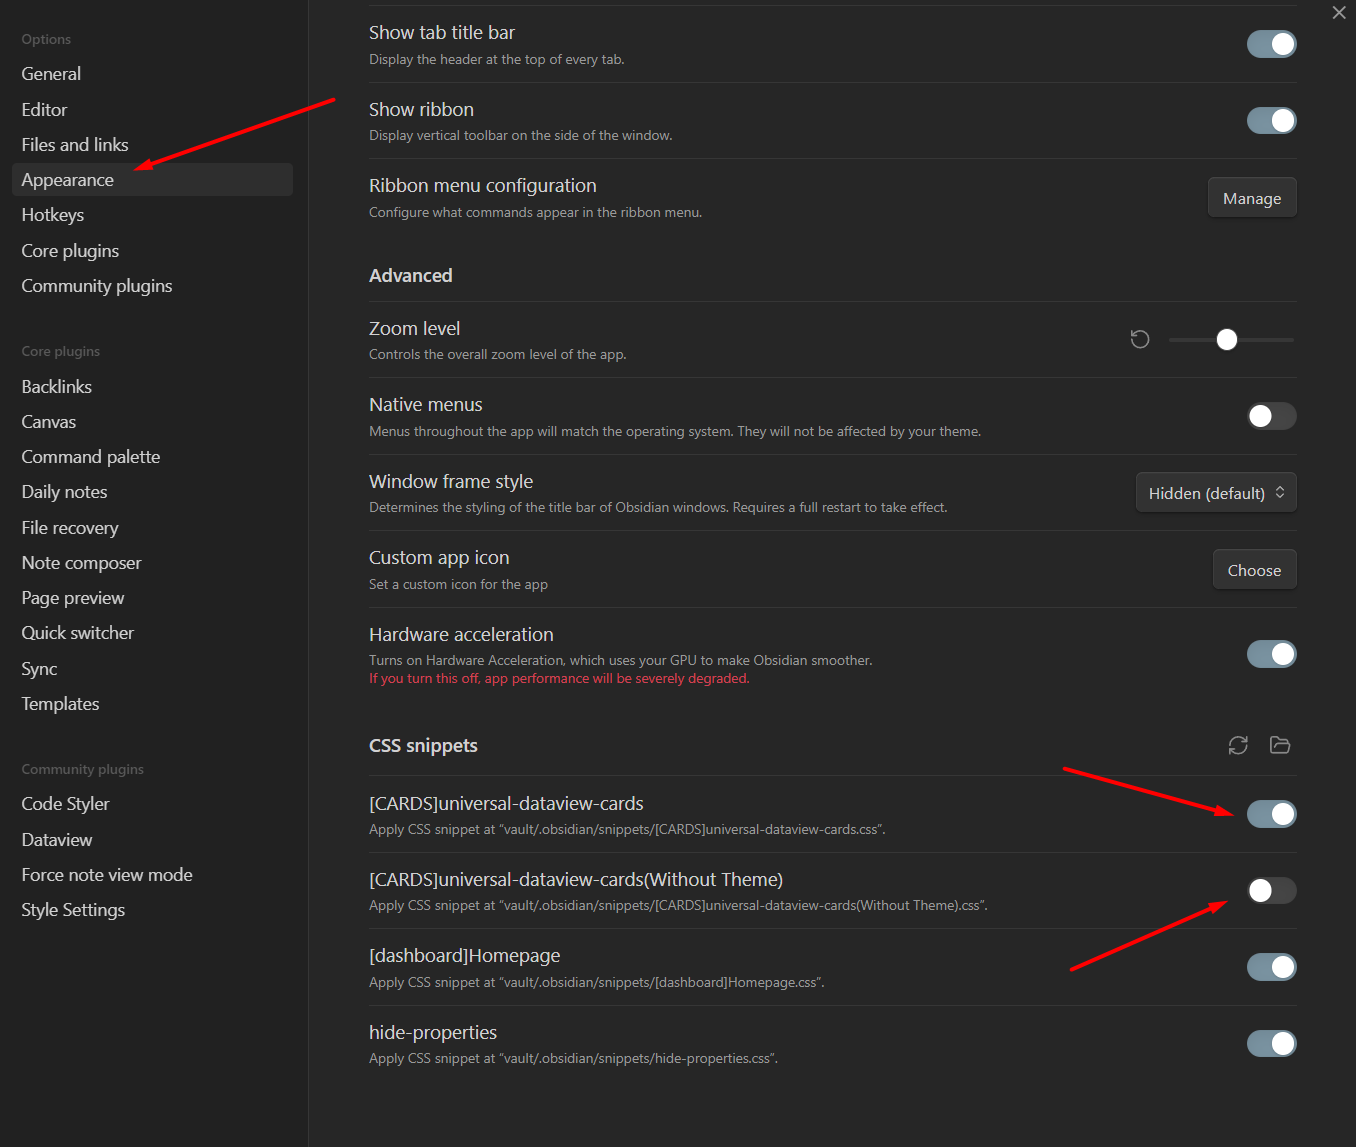 Options
General
Editor
Files and links
Appearance
Hotkeys
Core plugins
Community plugins
Core plugins
Backlinks
Canvas
Command palette
Daily notes
File recovery
Note composer
Page preview
Quick switcher
Sync
Templates
Community plugins
Code Styler
Dataview
Force note view mode
Style Settings
Show tab title bar
Display the header at the top of every tab.
Show ribbon
Display vertical toolbar on the side of the window.
Ribbon menu configuration
Configure what commands appear in the ribbon menu.
Manage
Advanced
Zoom level
Controls the overall zoom level of the app.
Native menus
Menus throughout the app will match the operating system. They will not be affected by your theme.
Window frame style
Determines the styling of the title bar of Obsidian windows. Requires a full restart to take effect.
Hidden (default)
Custom app icon
Set a custom icon for the app
Choose
Hardware acceleration
Turns on Hardware Acceleration, which uses your GPU to make Obsidian smoother.
If you turn this off, app performance will be severely degraded.
CSS snippets
[CARDS]universal-dataview-cards
Apply CSS snippet at “vault/.obsidian/snippets/[CARDS]universal-dataview-cards.css”.
[CARDS]universal-dataview-cards(Without Theme)
Apply CSS snippet at “vault/.obsidian/snippets/[CARDS]universal-dataview-cards(Without Theme).css”.
[dashboard]Homepage
Apply CSS snippet at “vault/.obsidian/snippets/[dashboard]Homepage.css”.
hide-properties
Apply CSS snippet at “vault/.obsidian/snippets/hide-properties.css”.